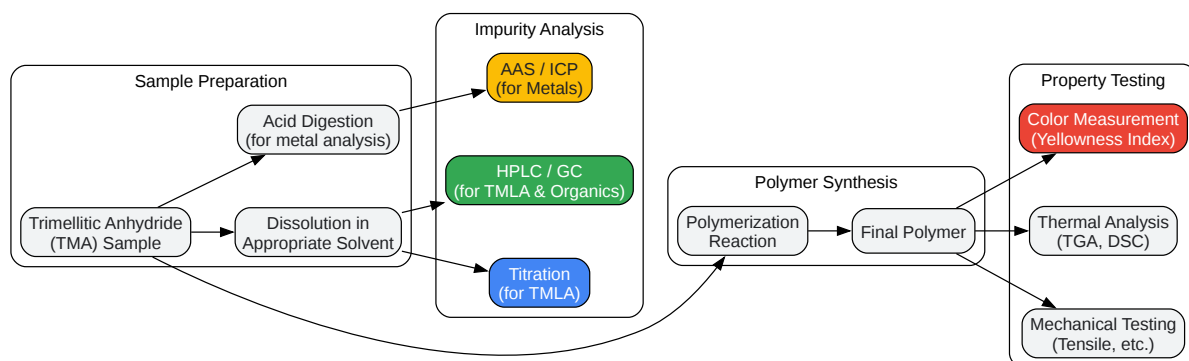 Sample Preparation
Trimellitic Anhydride
(TMA) Sample
Acid Digestion
(for metal analysis)
Dissolution in
Appropriate Solvent
Impurity Analysis
AAS / ICP
(for Metals)
HPLC / GC
(for TMLA & Organics)
Titration
(for TMLA)
Polymer Synthesis
Polymerization
Reaction
Final Polymer
Property Testing
Color Measurement
(Yellowness Index)
Thermal Analysis
(TGA, DSC)
Mechanical Testing
(Tensile, etc.)